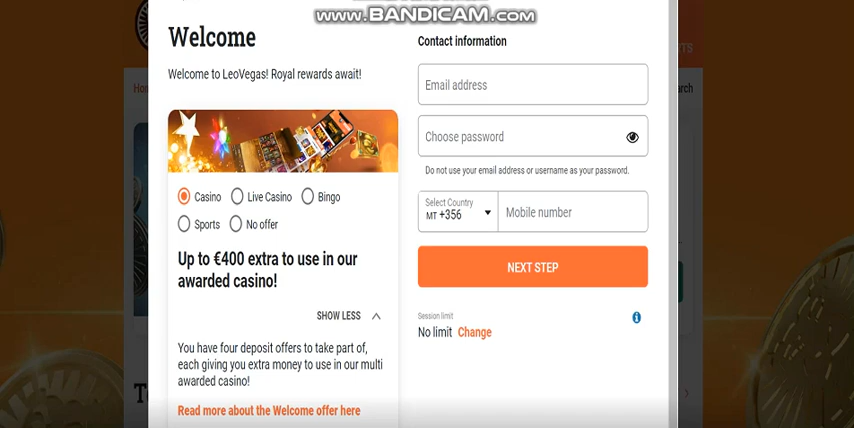 www.BANDICAM.com
Welcome
Welcome to LeoVegas! Royal rewards await!
Casino
Live Casino
Bingo
Sports
No offer
Up to €400 extra to use in our
awarded casino!
SHOW LESS
You have four deposit offers to take part of,
each giving you extra money to use in our multi
awarded casino!
Read more about the Welcome offer here
Contact information
Email address
Choose password
Do not use your email address or username as your password.
Select Country
MT +356
Mobile number
NEXT STEP
Session limit
No limit Change